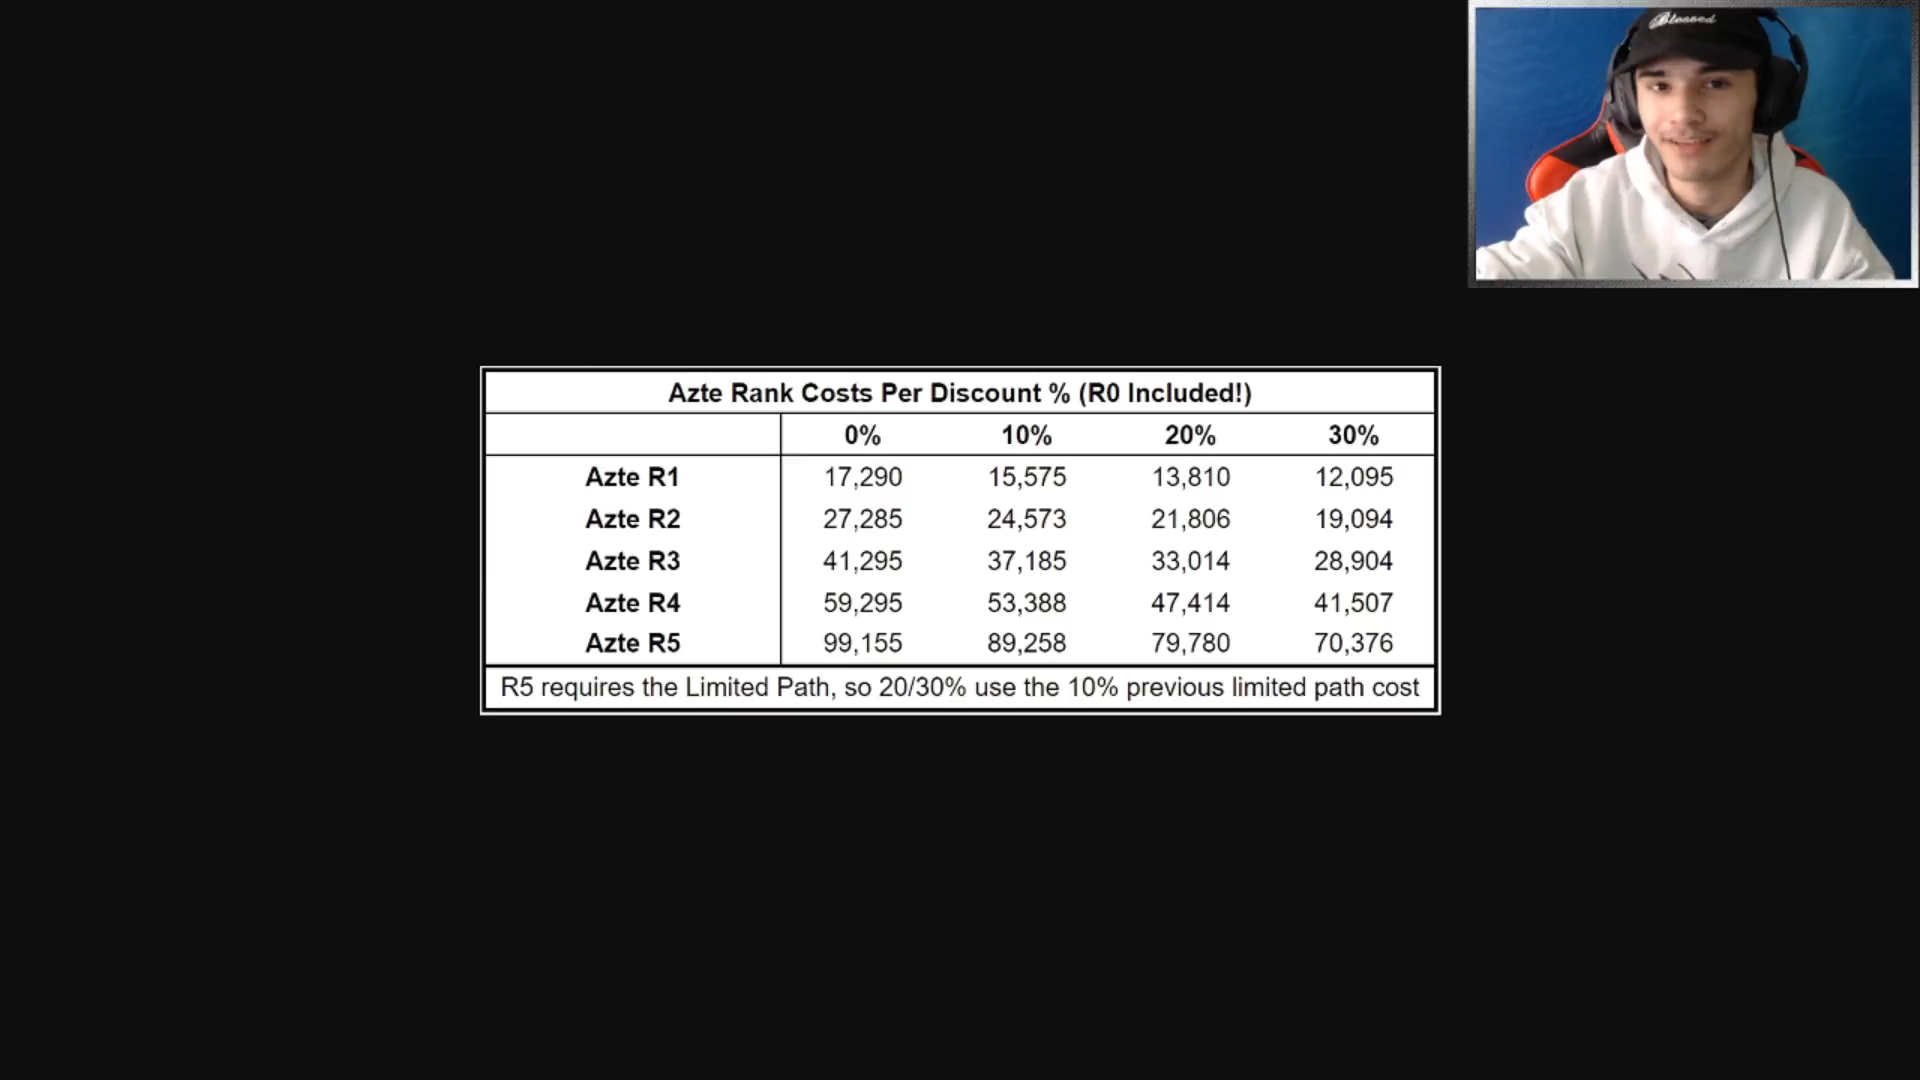 Blessed
Azte Rank Costs Per Discount % (R0 Included!)
0% 10% 20% 30%
Azte R1 17,290 15,575 13,810 12,095
Azte R2 27,285 24,573 21,806 19,094
Azte R3 41,295 37,185 33,014 28,904
Azte R4 59,295 53,388 47,414 41,507
Azte R5 99,155 89,258 79,780 70,376
R5 requires the Limited Path, so 20/30% use the 10% previous limited path cost